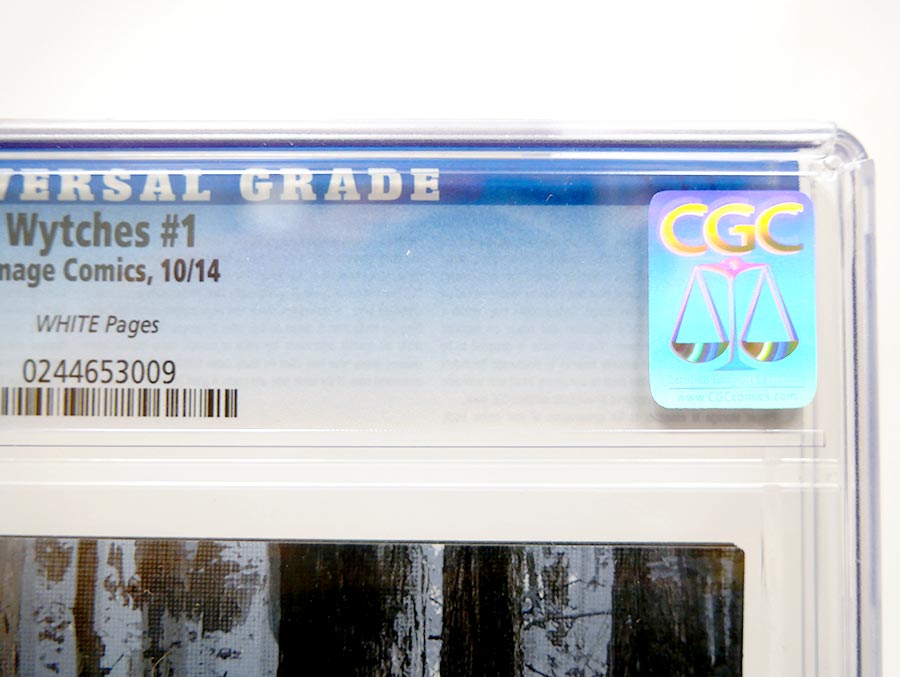 VERSAL GRADE
Wytches #1
mage Comics, 10/14
WHITE Pages
0244653009
CGC
www.CGCcomics.com